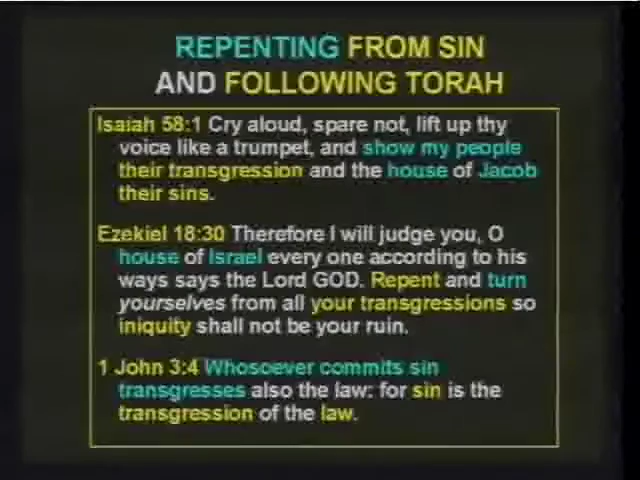 REPENTING FROM SIN
AND FOLLOWING TORAH
Isaiah 58:1 Cry aloud, spare not, lift up thy
voice like a trumpet, and show my people
their transgression and the house of Jacob
their sins.
Ezekiel 18:30 Therefore I will judge you, O
house of Israel every one according to his
ways says the Lord GOD. Repent and turn
yourselves from all your transgressions so
iniquity shall not be your ruin.
1 John 3:4 Whosoever commits sin
transgresses also the law: for sin is the
transgression of the law.